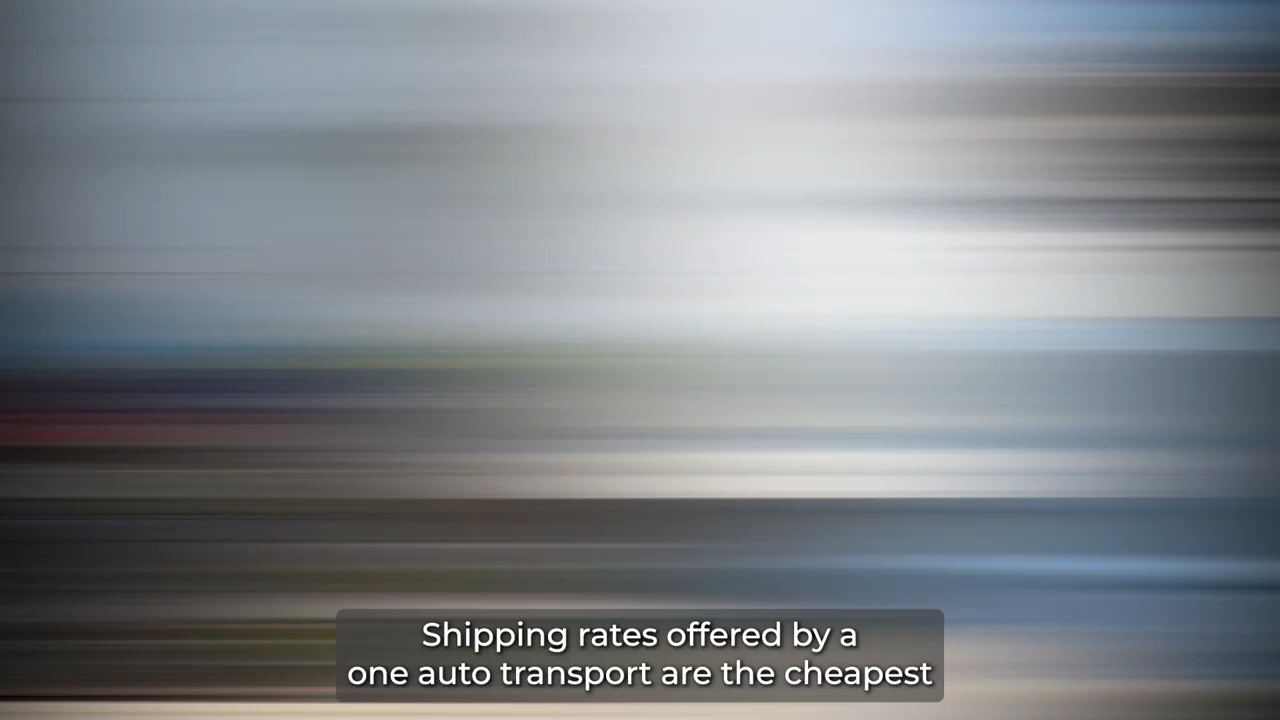 Shipping rates offered by a
one auto transport are the cheapest